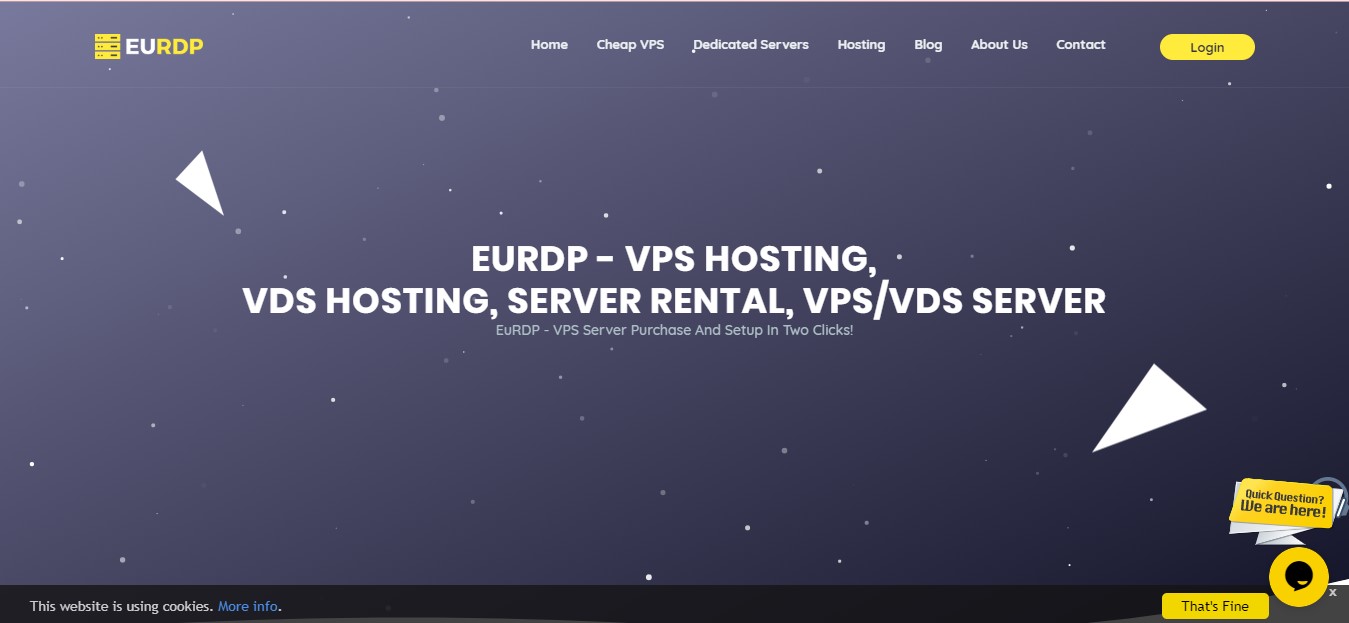 EURDP
Home Cheap VPS Dedicated Servers Hosting Blog About Us Contact Login
EURDP - VPS HOSTING,
VDS HOSTING, SERVER RENTAL, VPS/VDS SERVER
EuRDP - VPS Server Purchase And Setup In Two Clicks!
Quick Question?
We are here!
This website is using cookies. More info. That's Fine x